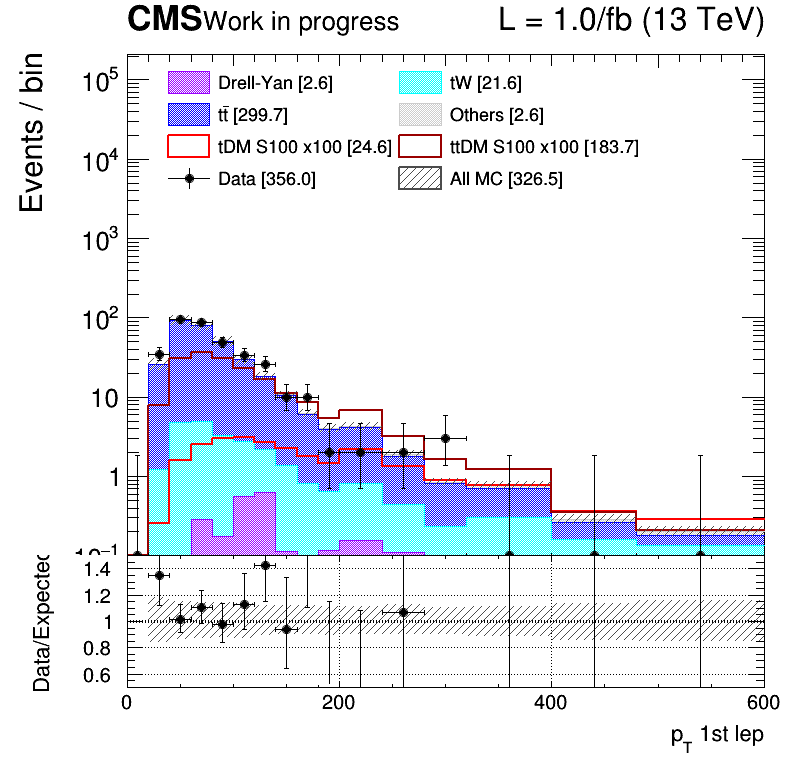 CMS Work in progress L = 1.0/fb (13 TeV)
Events / bin
10^5
10^4
10^3
10^2
10
1
10^-1
Drell-Yan [2.6] tW [21.6]
tt̄ [299.7] Others [2.6]
tDM S100 x100 [24.6] ttDM S100 x100 [183.7]
Data [356.0] All MC [326.5]
Data/Expected
1.4
1.2
1
0.8
0.6
0 200 400 600
p_T 1st lep